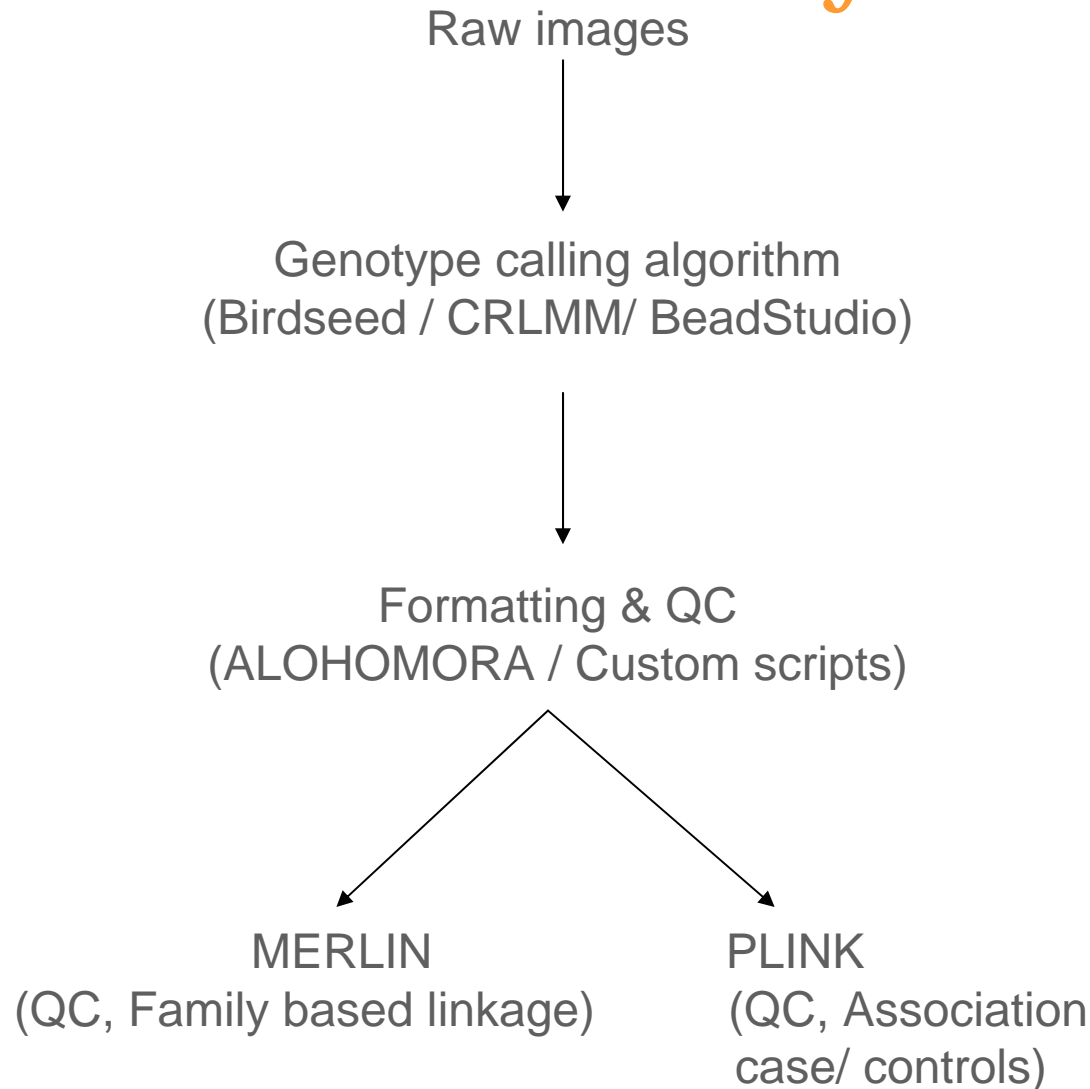 Raw images
Genotype calling algorithm
(Birdseed / CRLMM/ BeadStudio)
Formatting & QC
(ALOHOMORA / Custom scripts)
MERLIN
(QC, Family based linkage)
PLINK
(QC, Association
case/ controls)